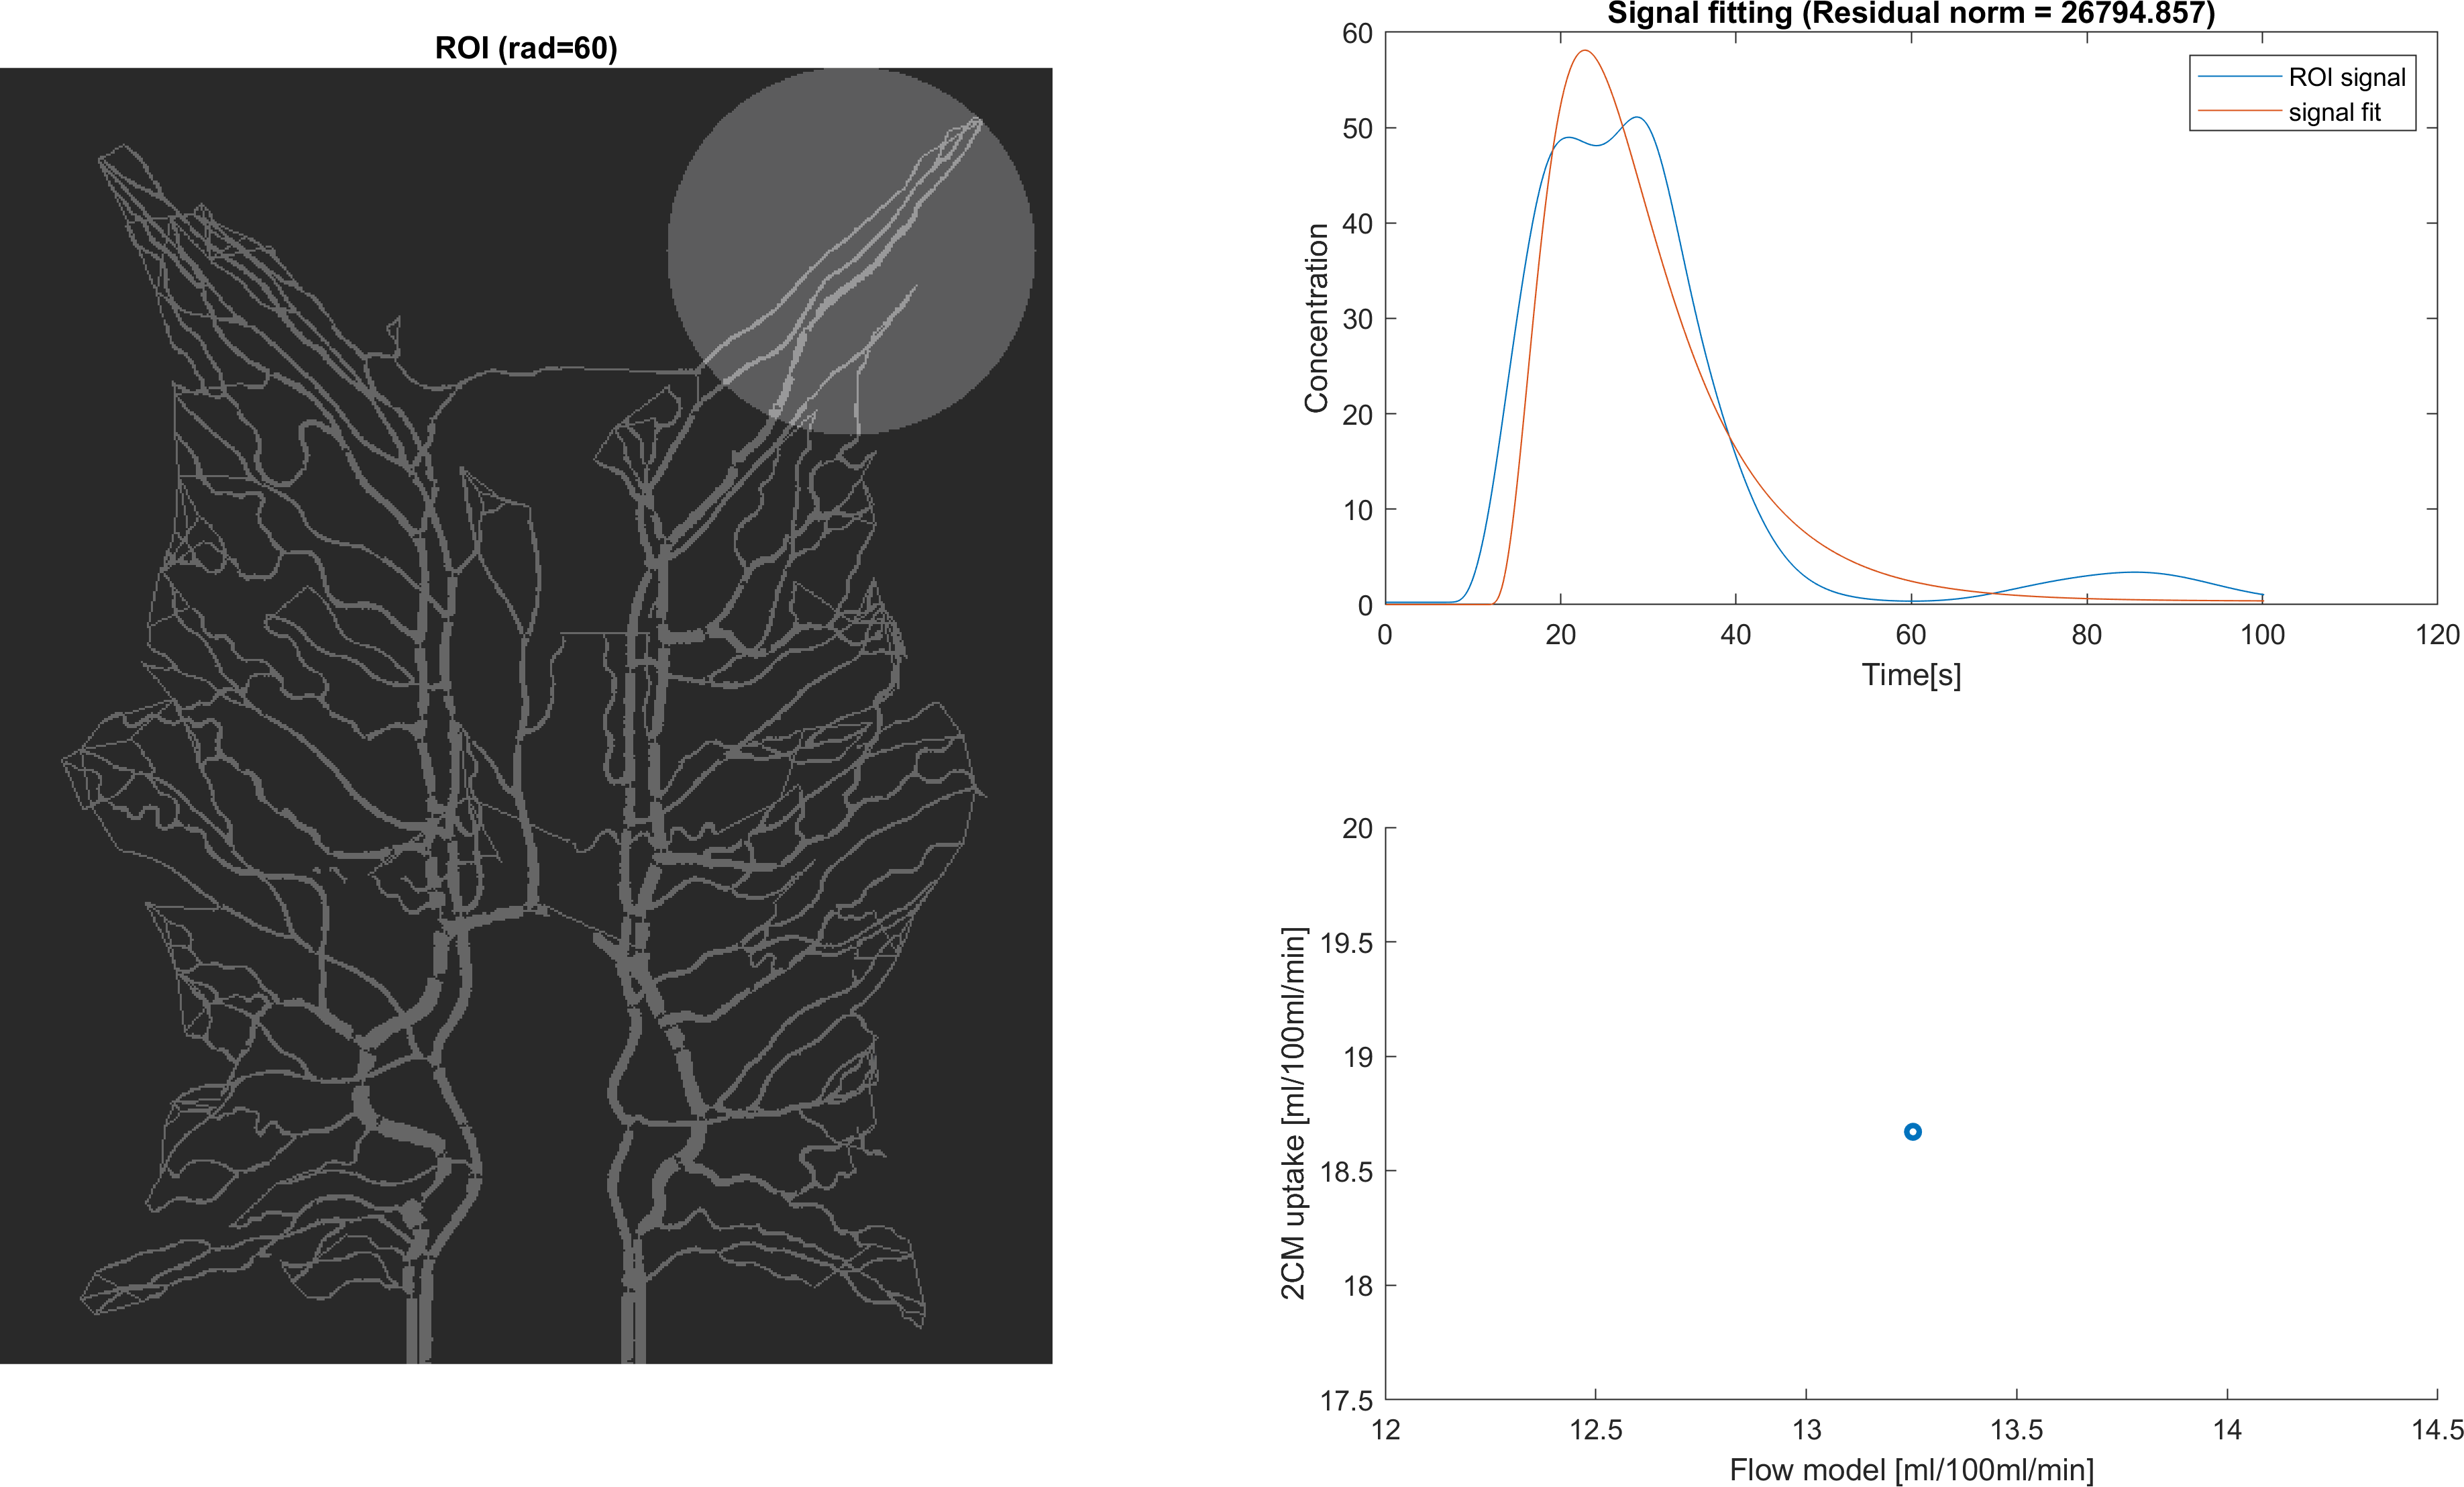 ROI (rad=60)
Signal fitting (Residual norm = 26794.857)
60
50
40
30
20
10
0
Concentration
ROI signal
signal fit
0 20 40 60 80 100 120
Time[s]
20
19.5
19
18.5
18
17.5
2CM uptake [ml/100ml/min]
12 12.5 13 13.5 14 14.5
Flow model [ml/100ml/min]